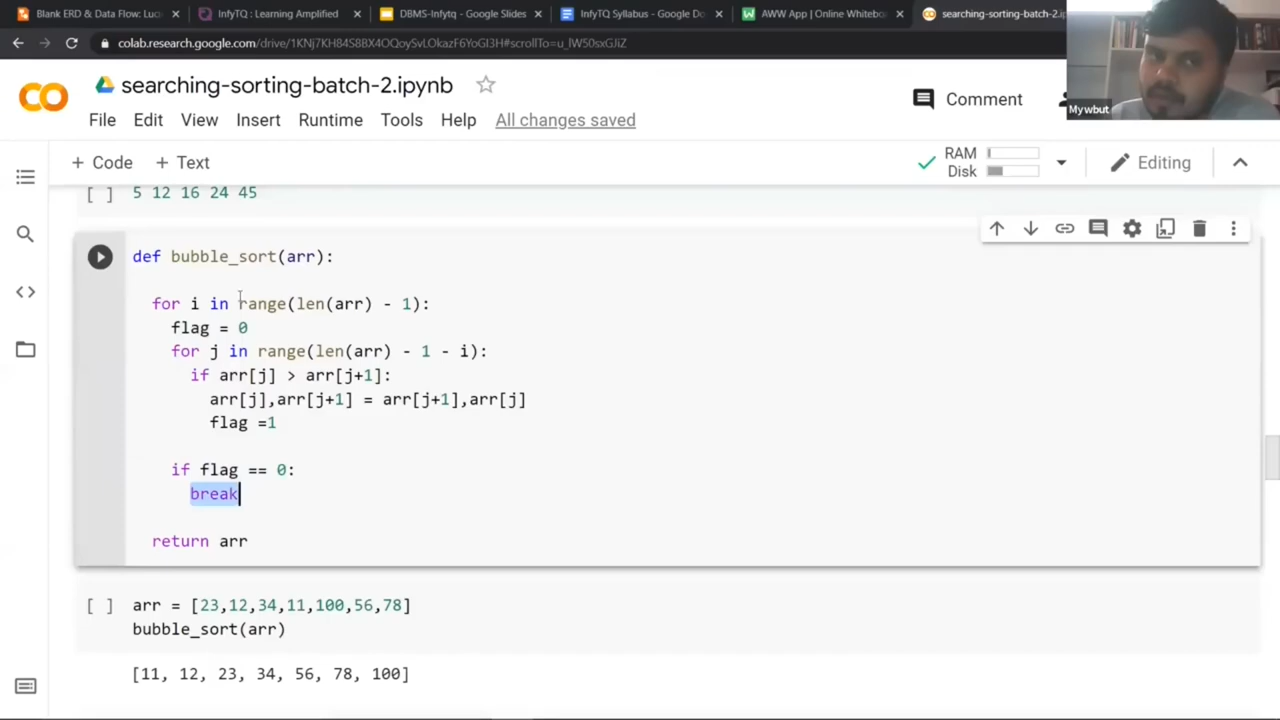 Blank ERD & Data Flow: Luci
InfyTQ : Learning Amplified
DBMS-Infytq - Google Slides
InfyTQ Syllabus - Google Do
AWW App | Online Whiteboa
searching-sorting-batch-2.ip
colab.research.google.com/drive/1KNj7KH84S8BX4OQoySvLOkazF6YoGI3H#scrollTo=u_lW50sxGJiZ
Mywbut
CO
searching-sorting-batch-2.ipynb
File Edit View Insert Runtime Tools Help All changes saved
Comment
+ Code + Text
RAM
Disk
Editing
[ ] 5 12 16 24 45
def bubble_sort(arr):
for i in range(len(arr) - 1):
flag = 0
for j in range(len(arr) - 1 - i):
if arr[j] > arr[j+1]:
arr[j],arr[j+1] = arr[j+1],arr[j]
flag =1
if flag == 0:
break
return arr
[ ] arr = [23,12,34,11,100,56,78]
bubble_sort(arr)
[11, 12, 23, 34, 56, 78, 100]